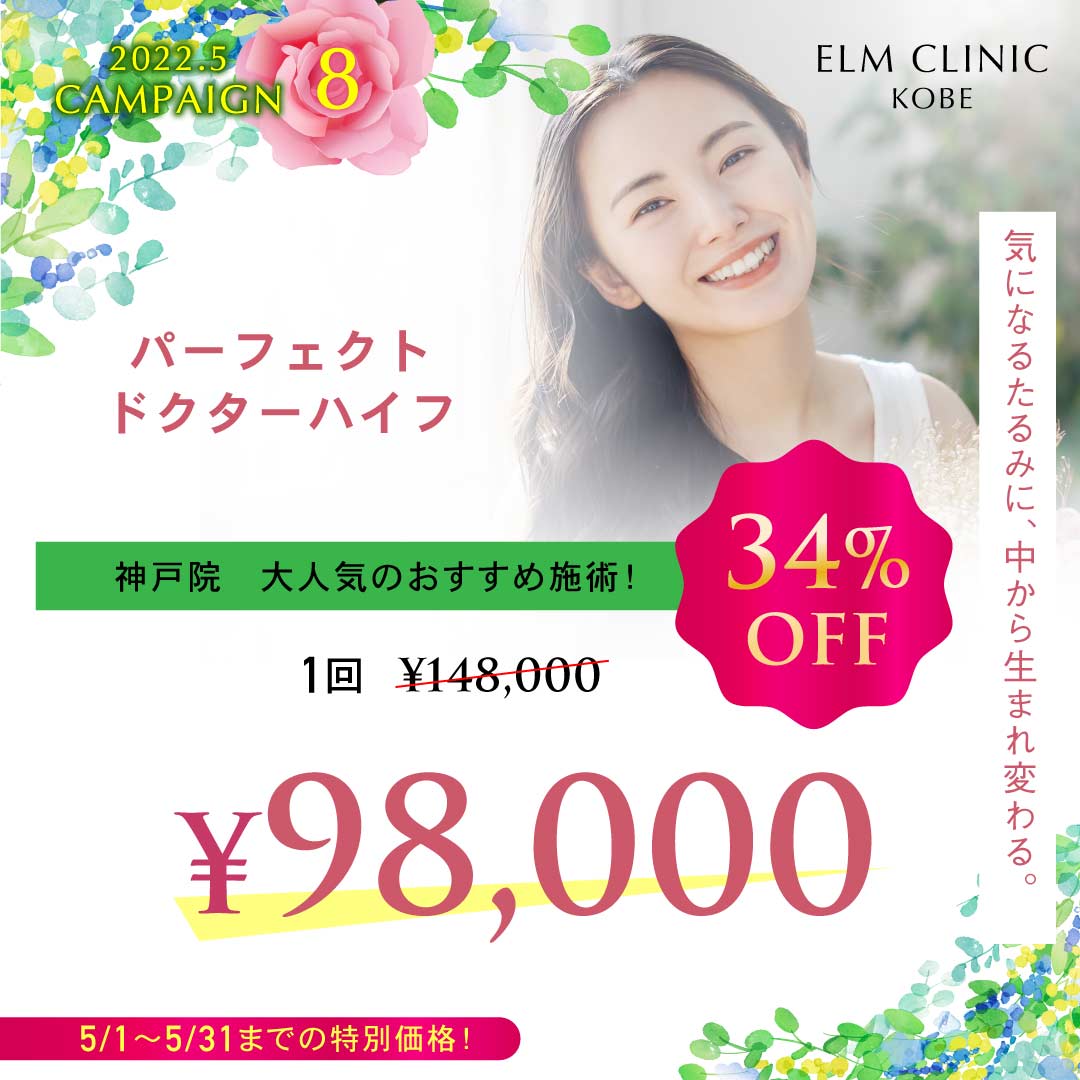 2022.5
CAMPAIGN 8
ELM CLINIC
KOBE
気になるたるみに、中から生まれ変わる。
パーフェクト
ドクターハイフ
神戸院　大人気のおすすめ施術！
34%
OFF
1回 ¥148,000
¥98,000
5/1〜5/31までの特別価格！